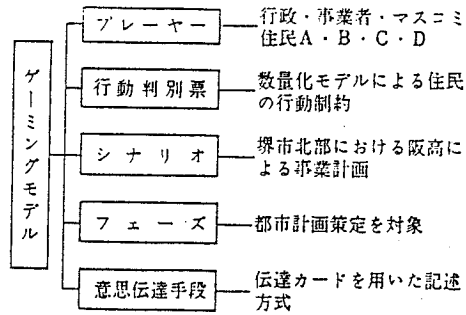 ゲーミングモデル
プレーヤー
行政・事業者・マスコミ
住民A・B・C・D
行動判別票
数量化モデルによる住民
の行動制約
シナリオ
堺市北部における阪高に
よる事業計画
フェーズ
都市計画策定を対象
意思伝達手段
伝達カードを用いた記述
方式